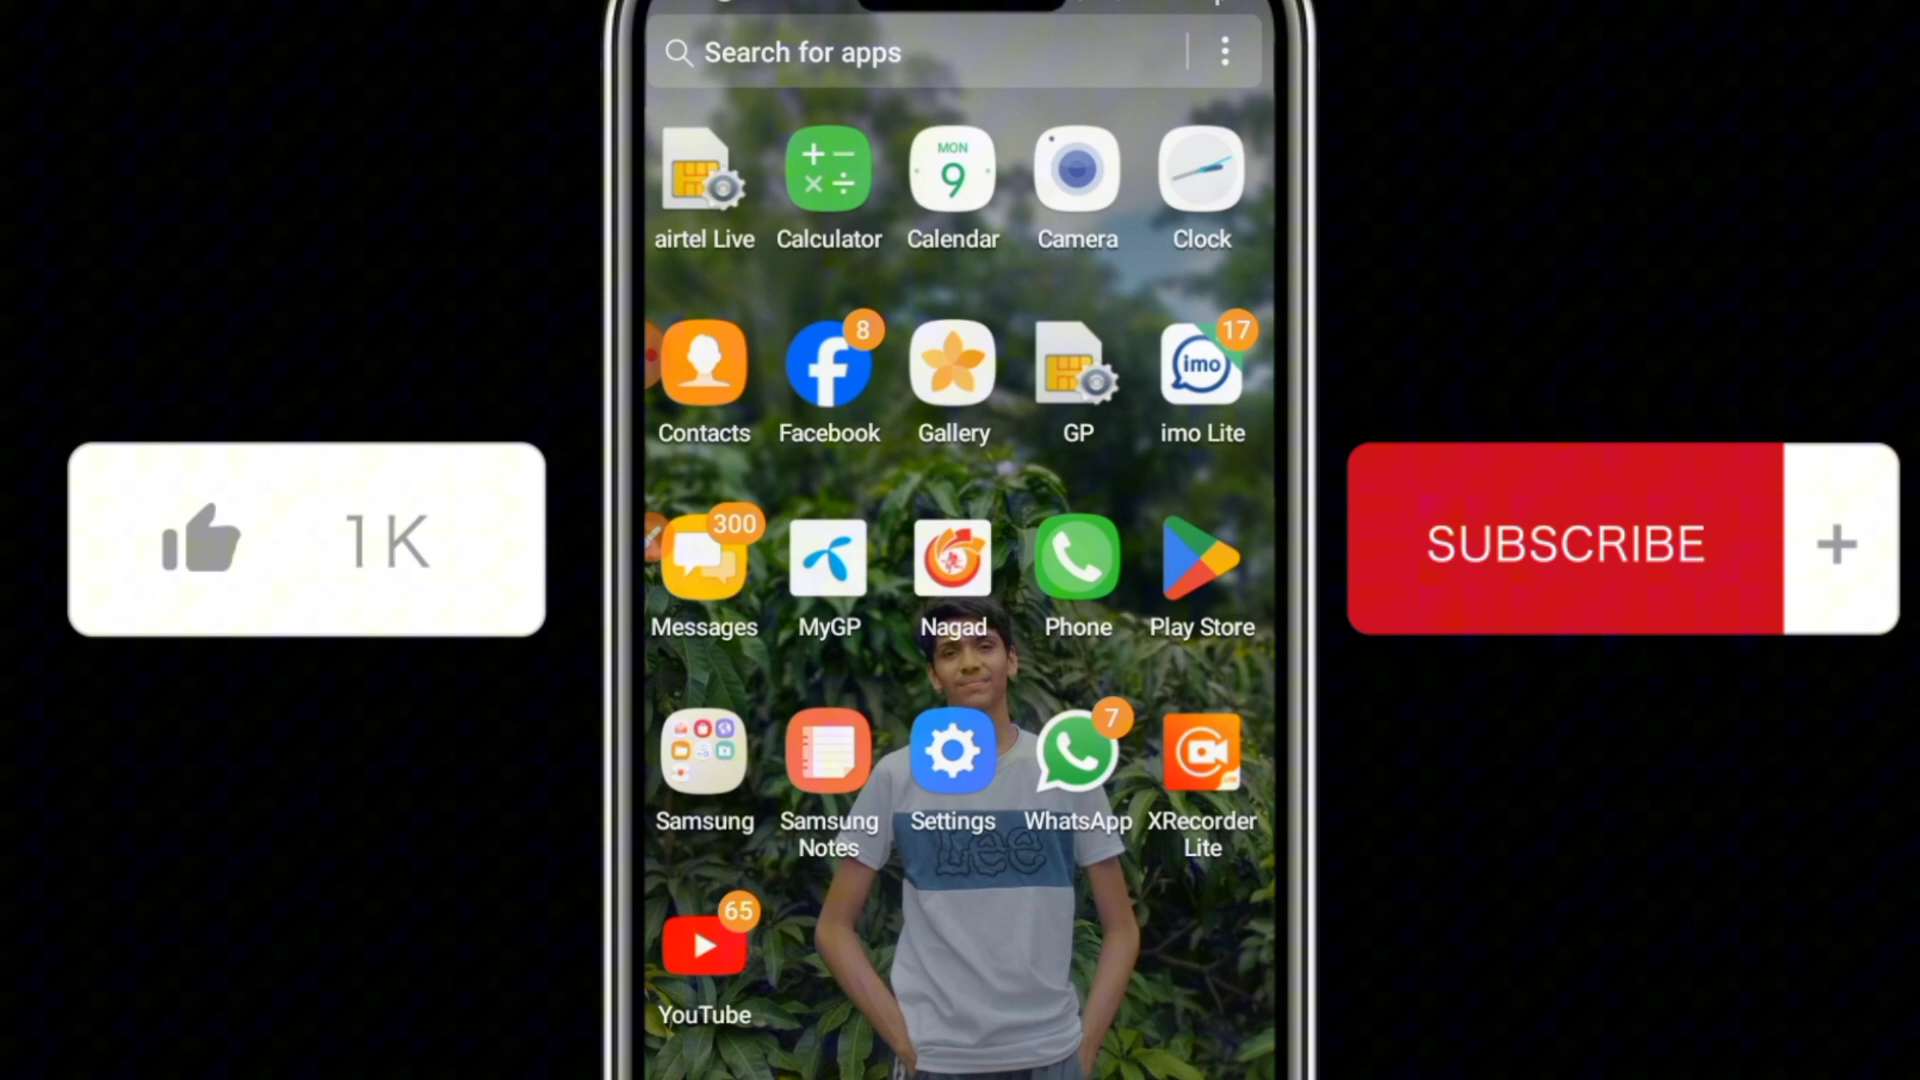 Search for apps
MON
9
airtel Live
Calculator
Calendar
Camera
Clock
8
17
imo
Contacts
Facebook
Gallery
GP
imo Lite
300
Messages
MyGP
Nagad
Phone
Play Store
7
Samsung
Samsung
Notes
Settings
WhatsApp
XRecorder
Lite
Lee
65
YouTube
1K
SUBSCRIBE
+